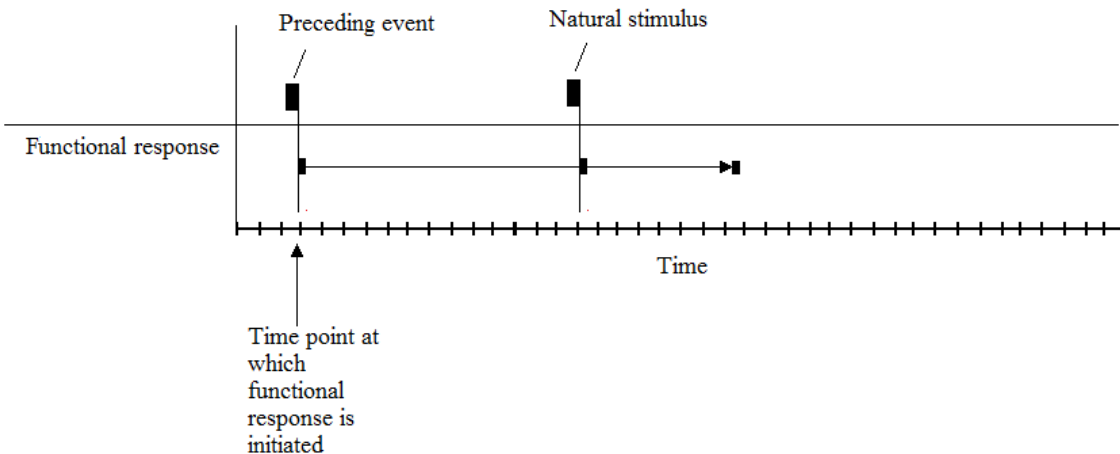 Preceding event
Natural stimulus
Functional response
Time
Time point at
which
functional
response is
initiated